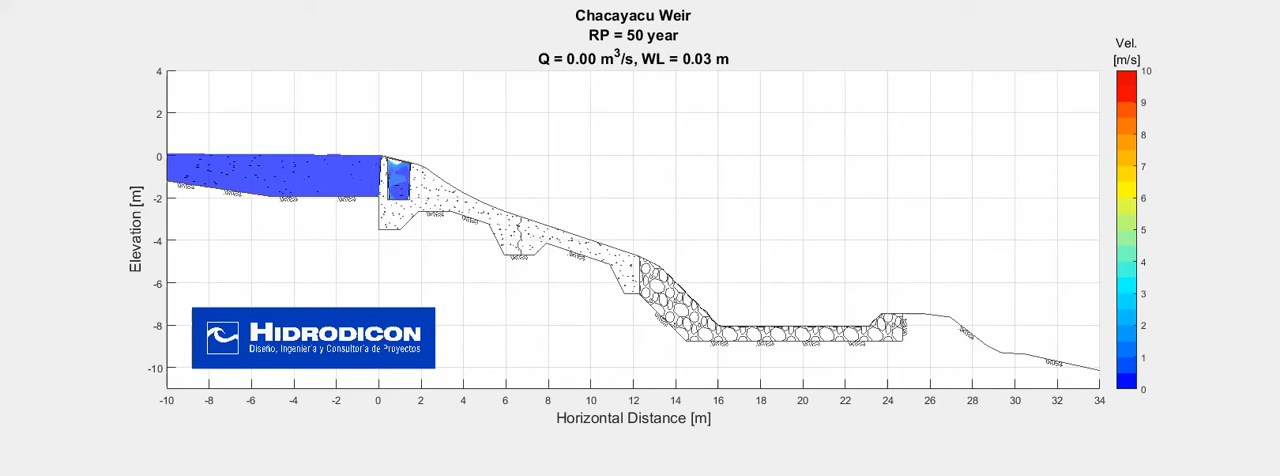 Chacayacu Weir
RP = 50 year
Q = 0.00 m³/s, WL = 0.03 m
Vel.
[m/s]
4
2
0
-2
-4
-6
-8
-10
Elevation [m]
10
9
8
7
6
5
4
3
2
1
0
HIDRODICON
Diseño, Ingeniería y Consultoría de Proyectos
-10 -8 -6 -4 -2 0 2 4 6 8 10 12 14 16 18 20 22 24 26 28 30 32 34
Horizontal Distance [m]